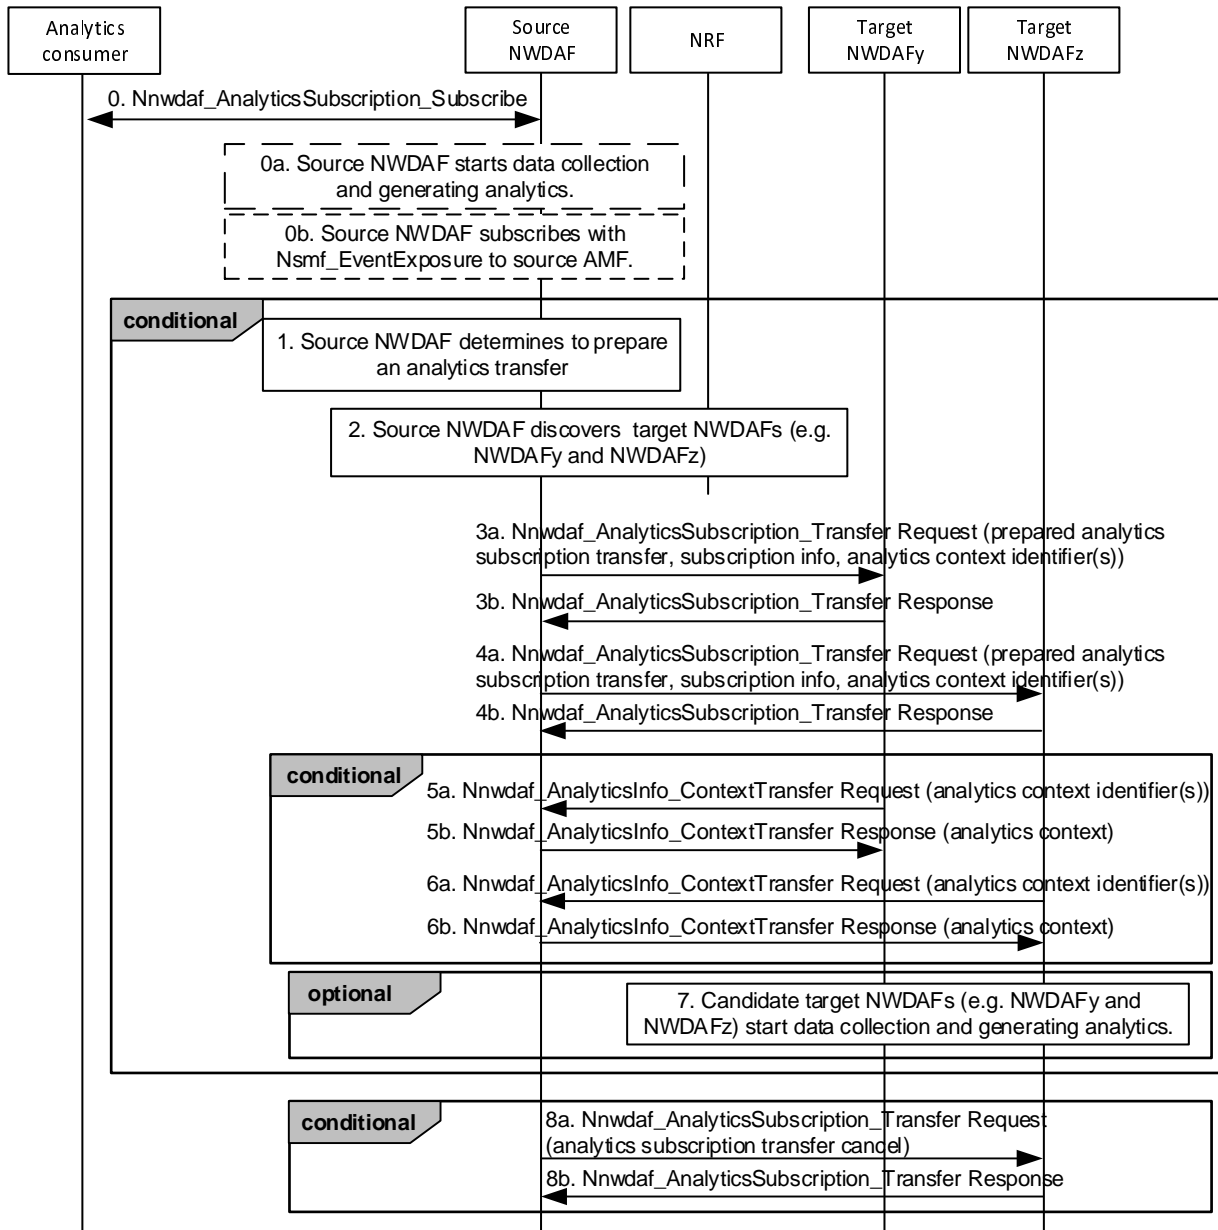 Analytics
consumer
Source
NWDAF
NRF
Target
NWDAFy
Target
NWDAFz
0. Nnwdaf_AnalyticsSubscription_Subscribe
0a. Source NWDAF starts data collection
and generating analytics.
0b. Source NWDAF subscribes with
Nsmf_EventExposure to source AMF.
conditional
1. Source NWDAF determines to prepare
an analytics transfer
2. Source NWDAF discovers target NWDAFs (e.g.
NWDAFy and NWDAFz)
3a. Nnwdaf_AnalyticsSubscription_Transfer Request (prepared analytics
subscription transfer, subscription info, analytics context identifier(s))
3b. Nnwdaf_AnalyticsSubscription_Transfer Response
4a. Nnwdaf_AnalyticsSubscription_Transfer Request (prepared analytics
subscription transfer, subscription info, analytics context identifier(s))
4b. Nnwdaf_AnalyticsSubscription_Transfer Response
conditional
5a. Nnwdaf_AnalyticsInfo_ContextTransfer Request (analytics context identifier(s))
5b. Nnwdaf_AnalyticsInfo_ContextTransfer Response (analytics context)
6a. Nnwdaf_AnalyticsInfo_ContextTransfer Request (analytics context identifier(s))
6b. Nnwdaf_AnalyticsInfo_ContextTransfer Response (analytics context)
optional
7. Candidate target NWDAFs (e.g. NWDAFy and
NWDAFz) start data collection and generating analytics.
conditional
8a. Nnwdaf_AnalyticsSubscription_Transfer Request
(analytics subscription transfer cancel)
8b. Nnwdaf_AnalyticsSubscription_Transfer Response